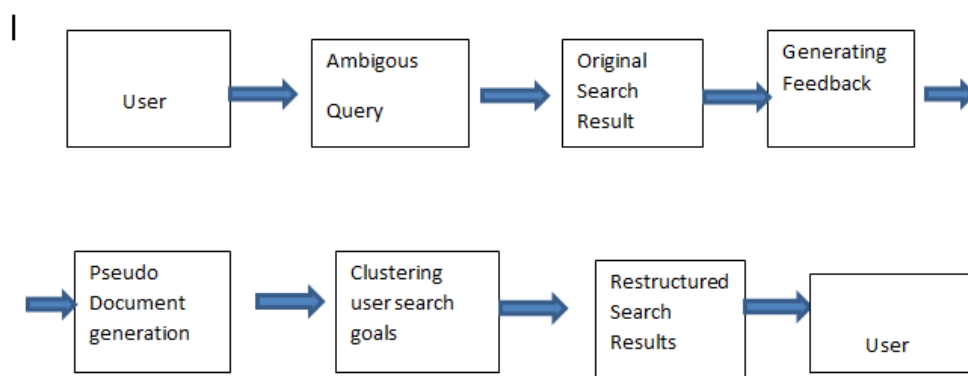 User
Ambigous
Query
Original
Search
Result
Generating
Feedback
Pseudo
Document
generation
Clustering
user search
goals
Restructured
Search
Results
User